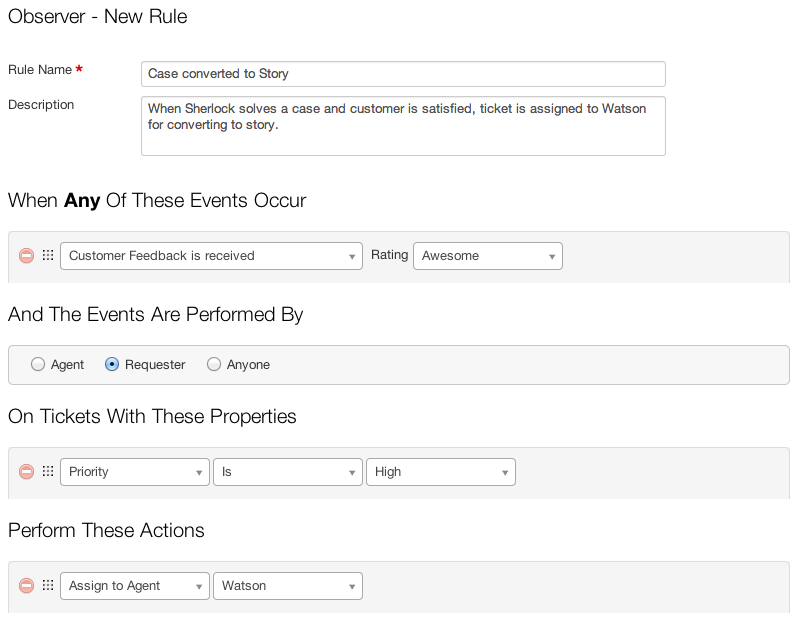 Observer - New Rule
Rule Name *
Case converted to Story
Description
When Sherlock solves a case and customer is satisfied, ticket is assigned to Watson
for converting to story.
When Any Of These Events Occur
Customer Feedback is received Rating Awesome
And The Events Are Performed By
Agent Requester Anyone
On Tickets With These Properties
Priority Is High
Perform These Actions
Assign to Agent Watson